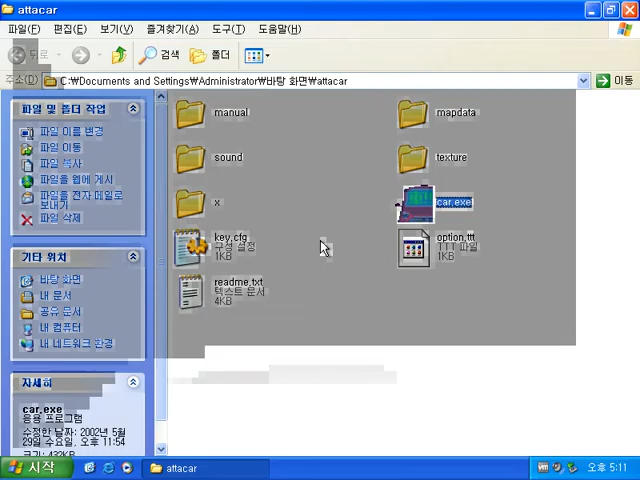 attacar
파일(F) 편집(E) 보기(V) 즐겨찾기(A) 도구(T) 도움말(H)
뒤로 검색 폴더
주소(D) C:₩Documents and Settings₩Administrator₩바탕 화면₩attacar 이동
파일 및 폴더 작업
파일 이름 변경
파일 이동
파일 복사
파일을 웹에 게시
파일을 전자 메일로
보내기
파일 삭제
기타 위치
바탕 화면
내 문서
공유 문서
내 컴퓨터
내 네트워크 환경
자세히
car.exe
응용 프로그램
수정한 날짜: 2002년 5월
29일 수요일, 오후 11:54
크기: 432KB
manual
mapdata
sound
texture
x
car.exe
key.cfg
구성 설정
1KB
option.ttt
TTT 파일
1KB
readme.txt
텍스트 문서
4KB
시작 attacar 오후 5:11